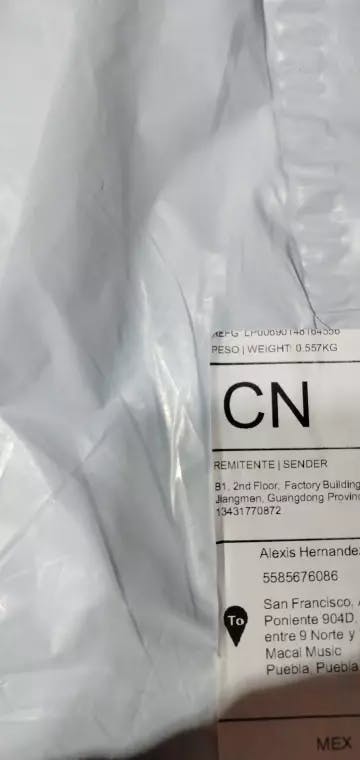 PESO | WEIGHT: 0.557KG
CN
REMITENTE | SENDER
B1, 2nd Floor, Factory Building
Jiangmen, Guangdong Provinc
13431770872
Alexis Hernande
5585676086
San Francisco,
To Poniente 904D,
entre 9 Norte y
Macal Music
Puebla, Puebla
MEX